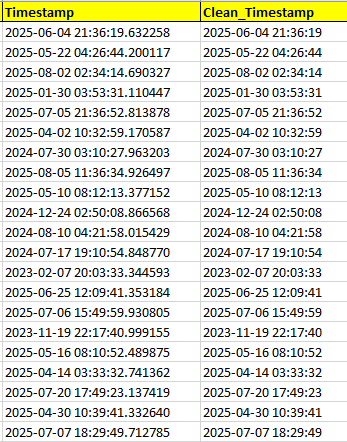 Timestamp Clean_Timestamp
2025-06-04 21:36:19.632258 2025-06-04 21:36:19
2025-05-22 04:26:44.200117 2025-05-22 04:26:44
2025-08-02 02:34:14.690327 2025-08-02 02:34:14
2025-01-30 03:53:31.110447 2025-01-30 03:53:31
2025-07-05 21:36:52.813878 2025-07-05 21:36:52
2025-04-02 10:32:59.170587 2025-04-02 10:32:59
2024-07-30 03:10:27.963203 2024-07-30 03:10:27
2025-08-05 11:36:34.926497 2025-08-05 11:36:34
2025-05-10 08:12:13.377152 2025-05-10 08:12:13
2024-12-24 02:50:08.866568 2024-12-24 02:50:08
2024-08-10 04:21:58.015429 2024-08-10 04:21:58
2024-07-17 19:10:54.848770 2024-07-17 19:10:54
2023-02-07 20:03:33.344593 2023-02-07 20:03:33
2025-06-25 12:09:41.353184 2025-06-25 12:09:41
2025-07-06 15:49:59.930805 2025-07-06 15:49:59
2023-11-19 22:17:40.999155 2023-11-19 22:17:40
2025-05-16 08:10:52.489875 2025-05-16 08:10:52
2025-04-14 03:33:32.741362 2025-04-14 03:33:32
2025-07-20 17:49:23.137419 2025-07-20 17:49:23
2025-04-30 10:39:41.332640 2025-04-30 10:39:41
2025-07-07 18:29:49.712785 2025-07-07 18:29:49